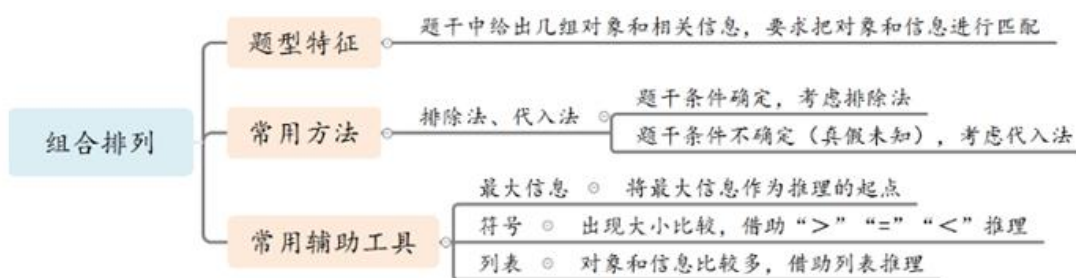 组合排列
题型特征
题干中给出几组对象和相关信息，要求把对象和信息进行匹配
常用方法
排除法、代入法
题干条件确定，考虑排除法
题干条件不确定（真假未知），考虑代入法
常用辅助工具
最大信息
将最大信息作为推理的起点
符号
出现大小比较，借助“＞”“=”“＜”推理
列表
对象和信息比较多，借助列表推理